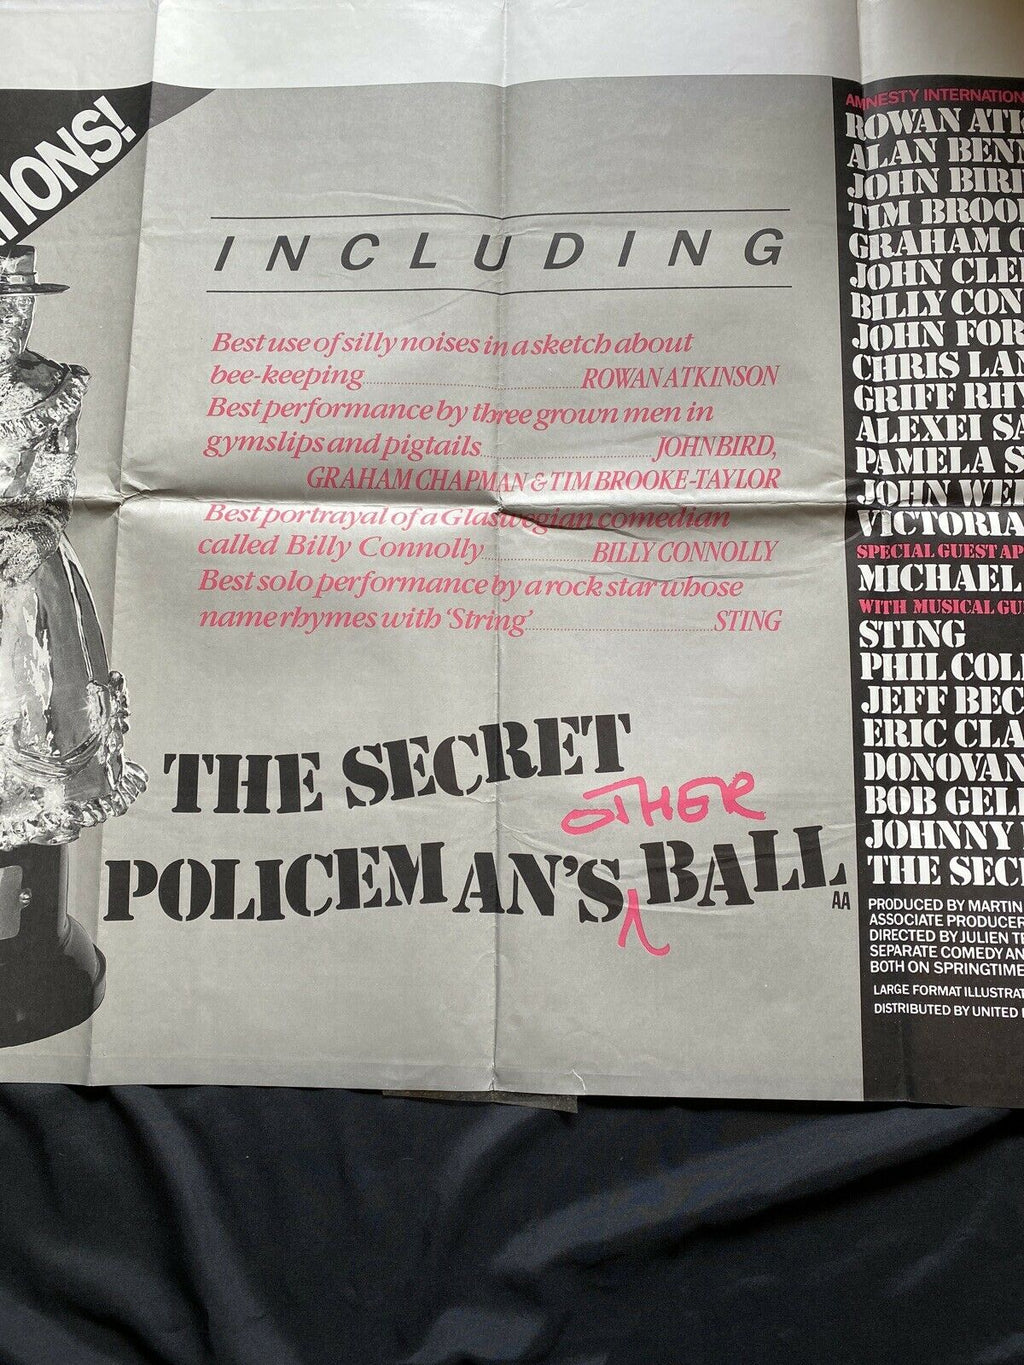 TIONS!
INCLUDING
Best use of silly noises in a sketch about
bee-keeping ROWAN ATKINSON
Best performance by three grown men in
gymslips and pigtails JOHN BIRD,
GRAHAM CHAPMAN & TIM BROOKE-TAYLOR
Best portrayal of a Glaswegian comedian
called Billy Connolly BILLY CONNOLLY
Best solo performance by a rock star whose
name rhymes with 'String' STING
THE SECRET
OTHER
POLICEMAN'S BALL
AA
AMNESTY INTERNATION
ROWAN ATK
ALAN BENN
JOHN BIR
TIM BROO
GRAHAM C
JOHN CLE
BILLY CON
JOHN FOR
CHRIS LAN
GRIFF RHY
ALEXEI SA
PAMELA S
JOHN WE
VICTORIA
SPECIAL GUEST AP
MICHAEL
WITH MUSICAL GU
STING
PHIL COL
JEFF BEC
ERIC CLA
DONOVAN
BOB GEL
JOHNNY
THE SEC
PRODUCED BY MARTIN
ASSOCIATE PRODUCER
DIRECTED BY JULIEN TE
SEPARATE COMEDY AN
BOTH ON SPRINGTIME
LARGE FORMAT ILLUSTRAT
DISTRIBUTED BY UNITED